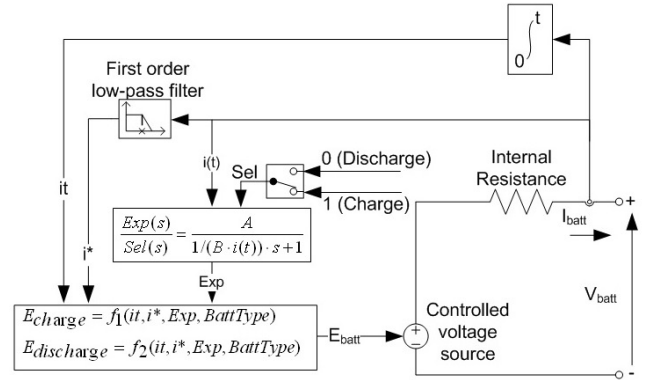 t
∫
0
First order
low-pass filter
i(t)
Sel
0 (Discharge)
1 (Charge)
Internal
Resistance
+
I_batt
it
Exp(s) / Sel(s) = A / 1/(B·i(t))·s+1
i*
Exp
V_batt
E_charge = f_1(it,i*,Exp,BattType)
E_discharge = f_2(it,i*,Exp,BattType)
E_batt
+
−
Controlled
voltage
source
-